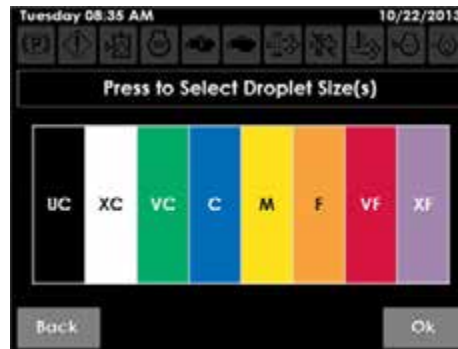 Tuesday 08:35 AM 10/22/2013
(P)
Press to Select Droplet Size(s)
UC XC VC C M F VF XF
Back Ok